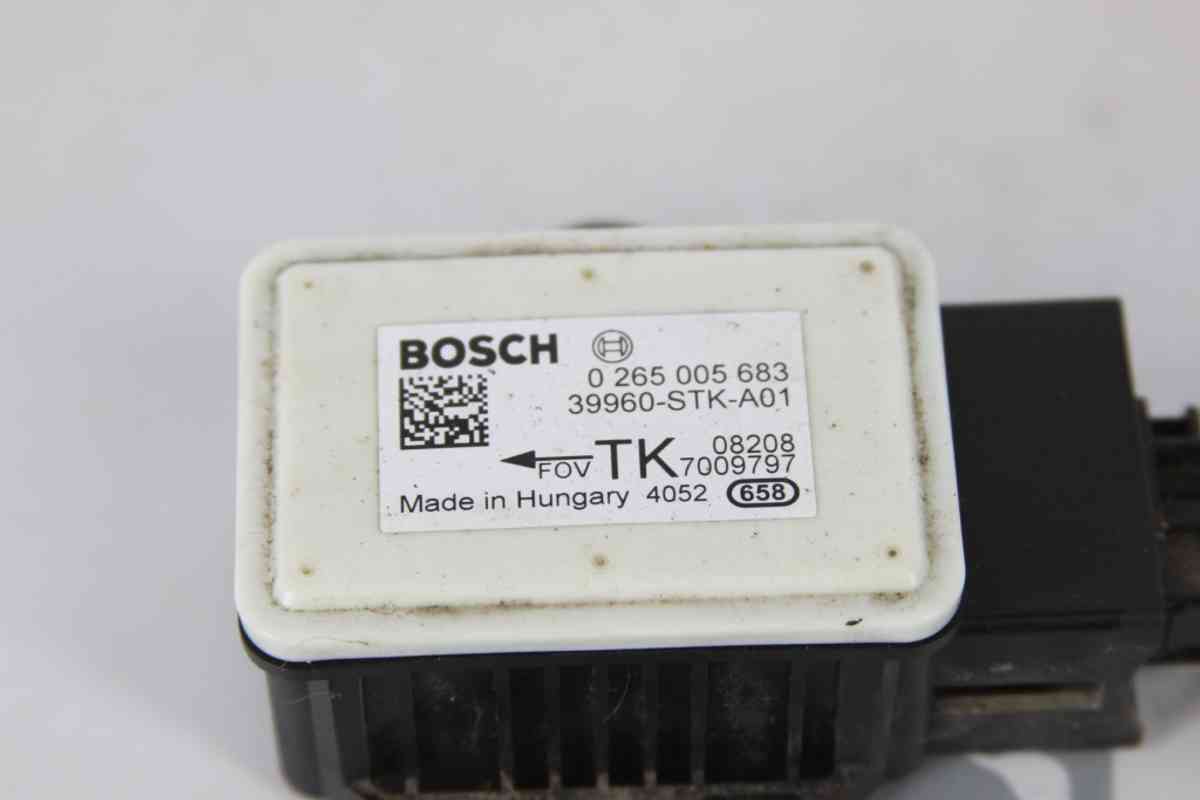 BOSCH
0 265 005 683
39960-STK-A01
FOV TK 08208
7009797
Made in Hungary 4052 658